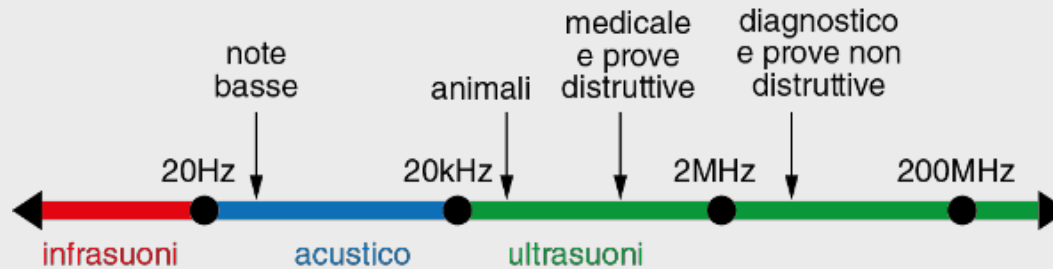 note
basse
animali
medicale
e prove
distruttive
diagnostico
e prove non
distruttive
20Hz
20kHz
2MHz
200MHz
infrasuoni
acustico
ultrasuoni